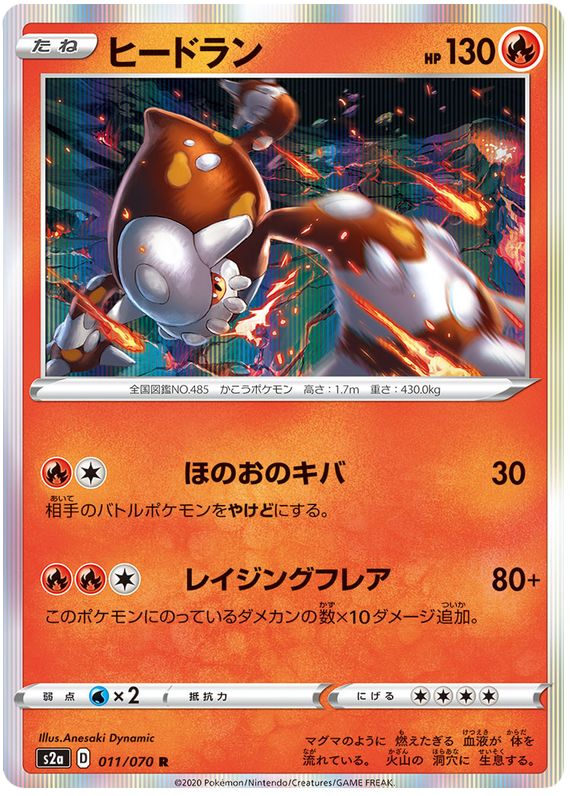 たね ヒードラン HP 130
全国図鑑NO.485 かこうポケモン 高さ：1.7m 重さ：430.0kg
ほのおのキバ 30
相手のバトルポケモンをやけどにする。
レイジングフレア 80+
このポケモンにのっているダメカンの数×10ダメージ追加。
弱点 ×2 抵抗力 にげる
Illus.Anesaki Dynamic
マグマのように 燃えたぎる 血液が 体を
流れている。 火山の 洞穴に 生息する。
s2a D 011/070 R
©2020 Pokémon/Nintendo/Creatures/GAME FREAK.